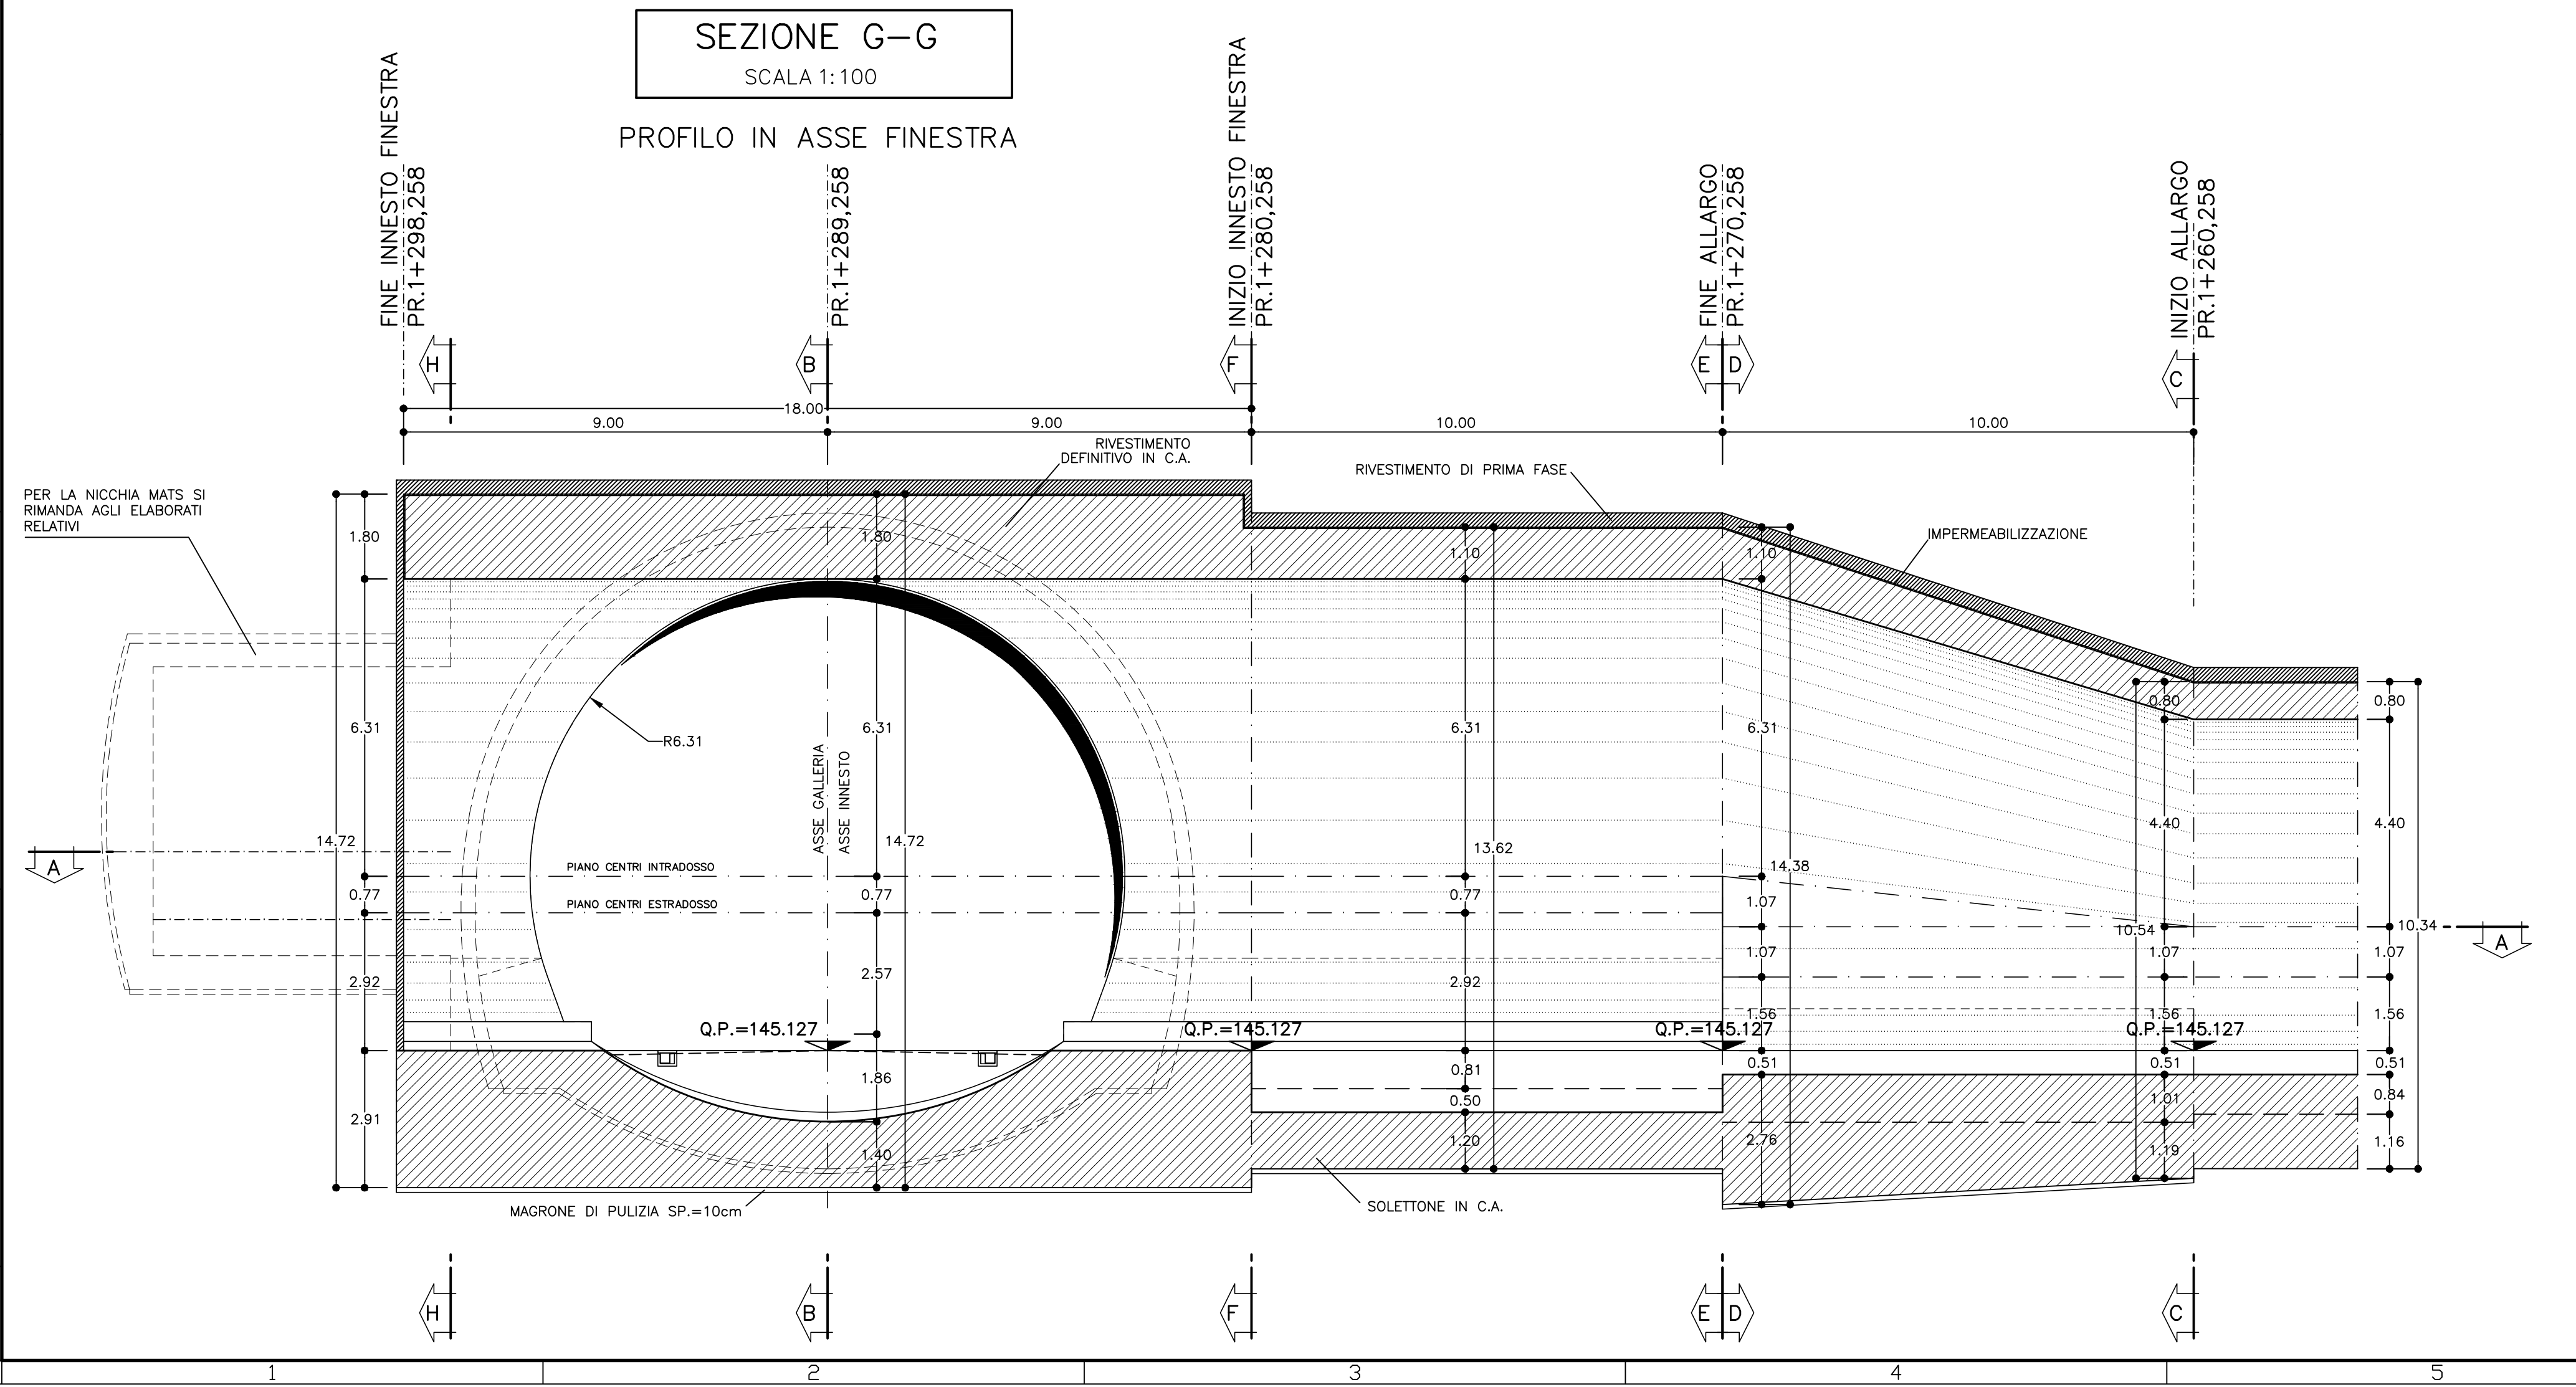 SEZIONE G-G
SCALA 1:100
PROFILO IN ASSE FINESTRA
FINE INNESTO FINESTRA
PR.1+298,258
PR.1+289,258
INIZIO INNESTO FINESTRA
PR.1+280,258
FINE ALLARGO
PR.1+270,258
INIZIO ALLARGO
PR.1+260,258
H
B
F
E
D
C
18.00
9.00
9.00
10.00
10.00
RIVESTIMENTO
DEFINITIVO IN C.A.
RIVESTIMENTO DI PRIMA FASE
IMPERMEABILIZZAZIONE
PER LA NICCHIA MATS SI
RIMANDA AGLI ELABORATI
RELATIVI
1.80
6.31
14.72
0.77
2.92
2.91
R6.31
ASSE GALLERIA
ASSE INNESTO
PIANO CENTRI INTRADOSSO
PIANO CENTRI ESTRADOSSO
1.80
6.31
14.72
0.77
2.57
1.86
1.40
1.10
6.31
13.62
0.77
2.92
0.81
0.50
1.20
1.10
6.31
14.38
1.07
1.07
1.56
0.51
2.76
0.80
4.40
10.54
1.07
1.56
0.51
1.01
1.19
0.80
4.40
10.34
1.07
1.56
0.51
0.84
1.16
A
A
Q.P.=145.127
Q.P.=145.127
Q.P.=145.127
Q.P.=145.127
MAGRONE DI PULIZIA SP.=10cm
SOLETTONE IN C.A.
H
B
F
E
D
C
1
2
3
4
5